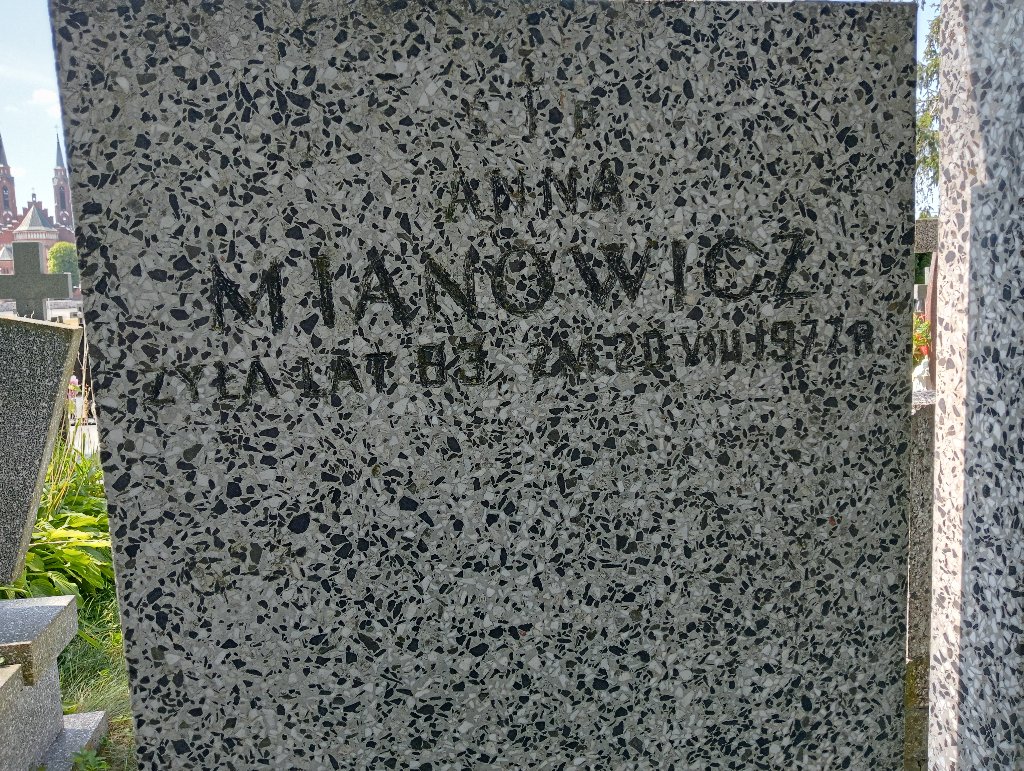 Ś P
ANNA
MIANOWICZ
ŻYŁA LAT 83 ZM. 20 VIII 1977 R